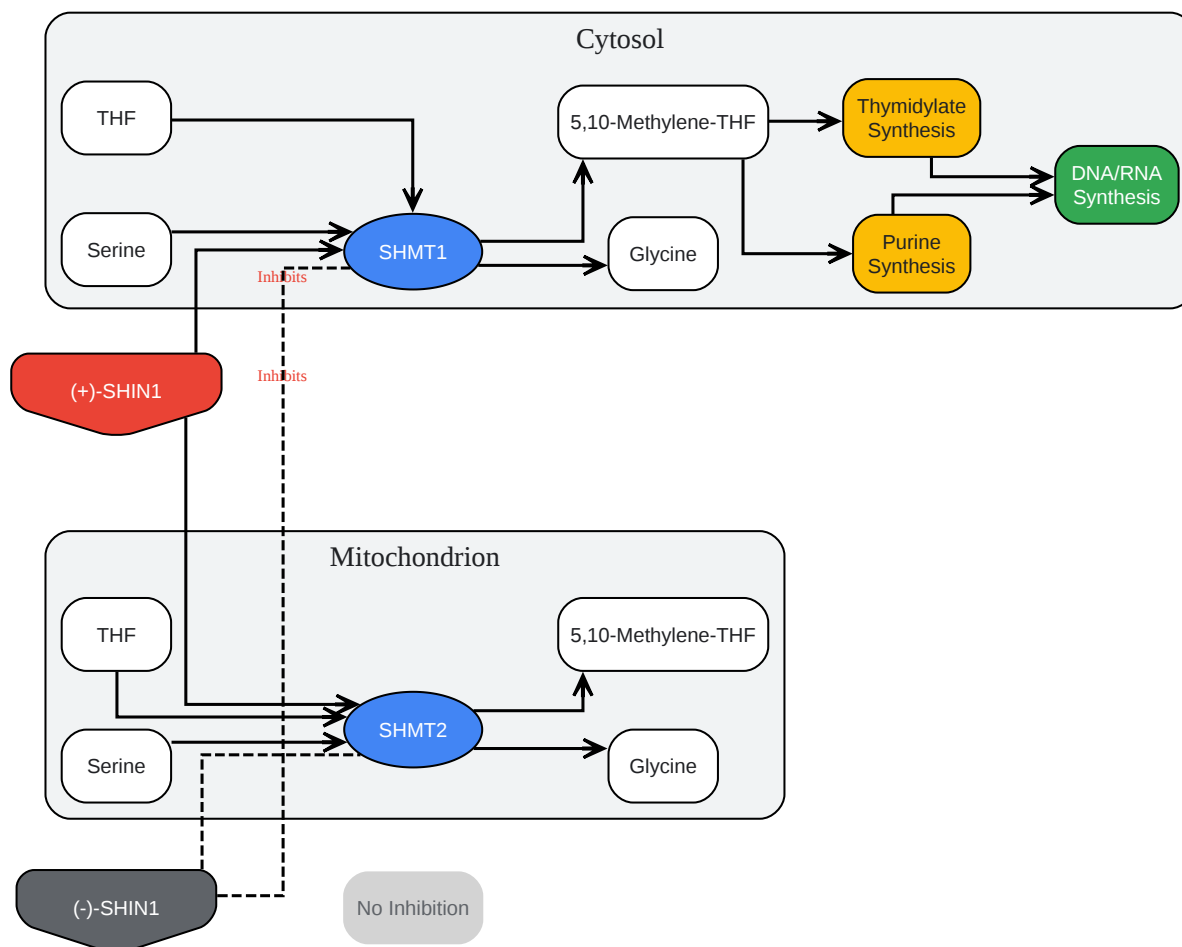 Cytosol
THF
5,10-Methylene-THF
Thymidylate
Synthesis
DNA/RNA
Synthesis
Serine
SHMT1
Glycine
Purine
Synthesis
Inhibits
(+)-SHIN1
Inhibits
Mitochondrion
THF
5,10-Methylene-THF
SHMT2
Serine
Glycine
(-)-SHIN1
No Inhibition